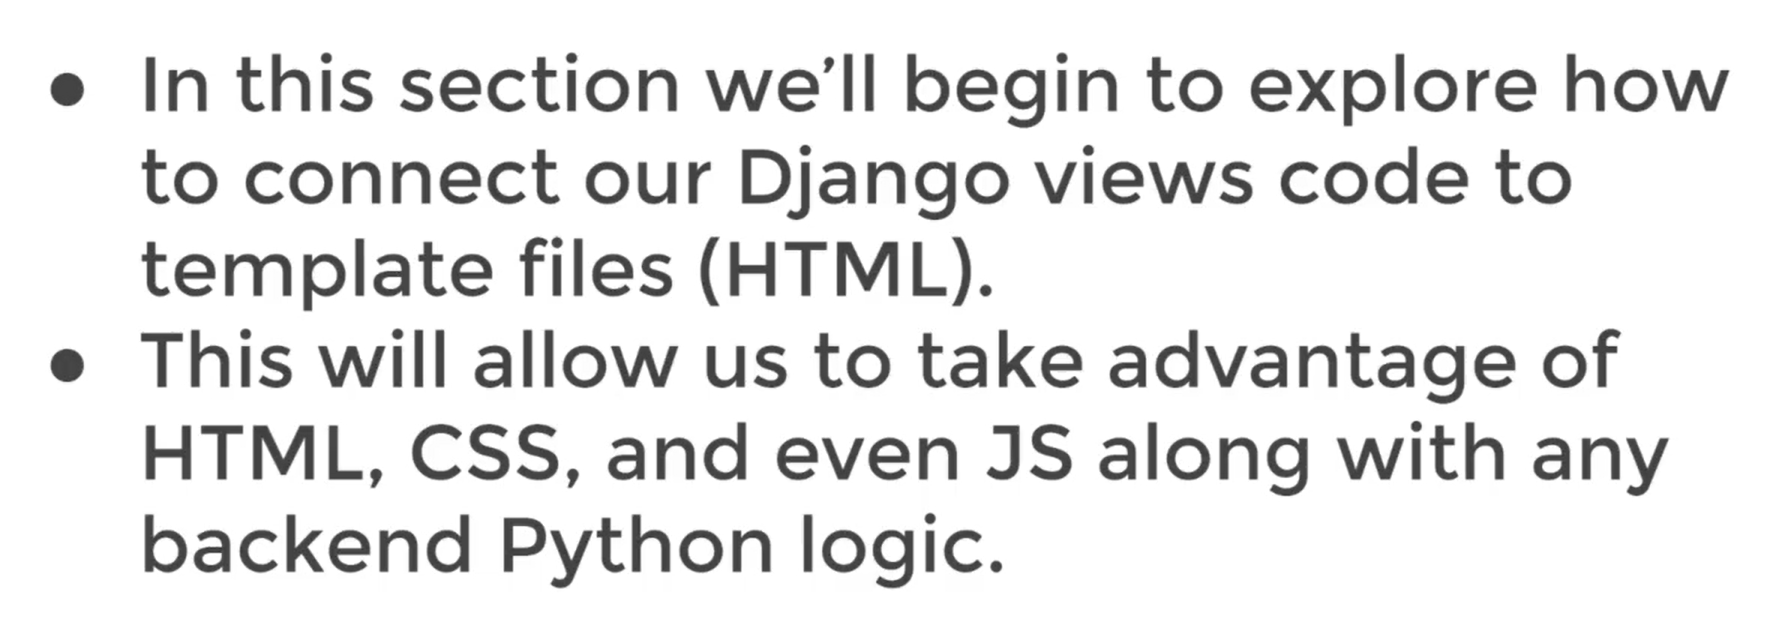 ● In this section we’ll begin to explore how
to connect our Django views code to
template files (HTML).
● This will allow us to take advantage of
HTML, CSS, and even JS along with any
backend Python logic.